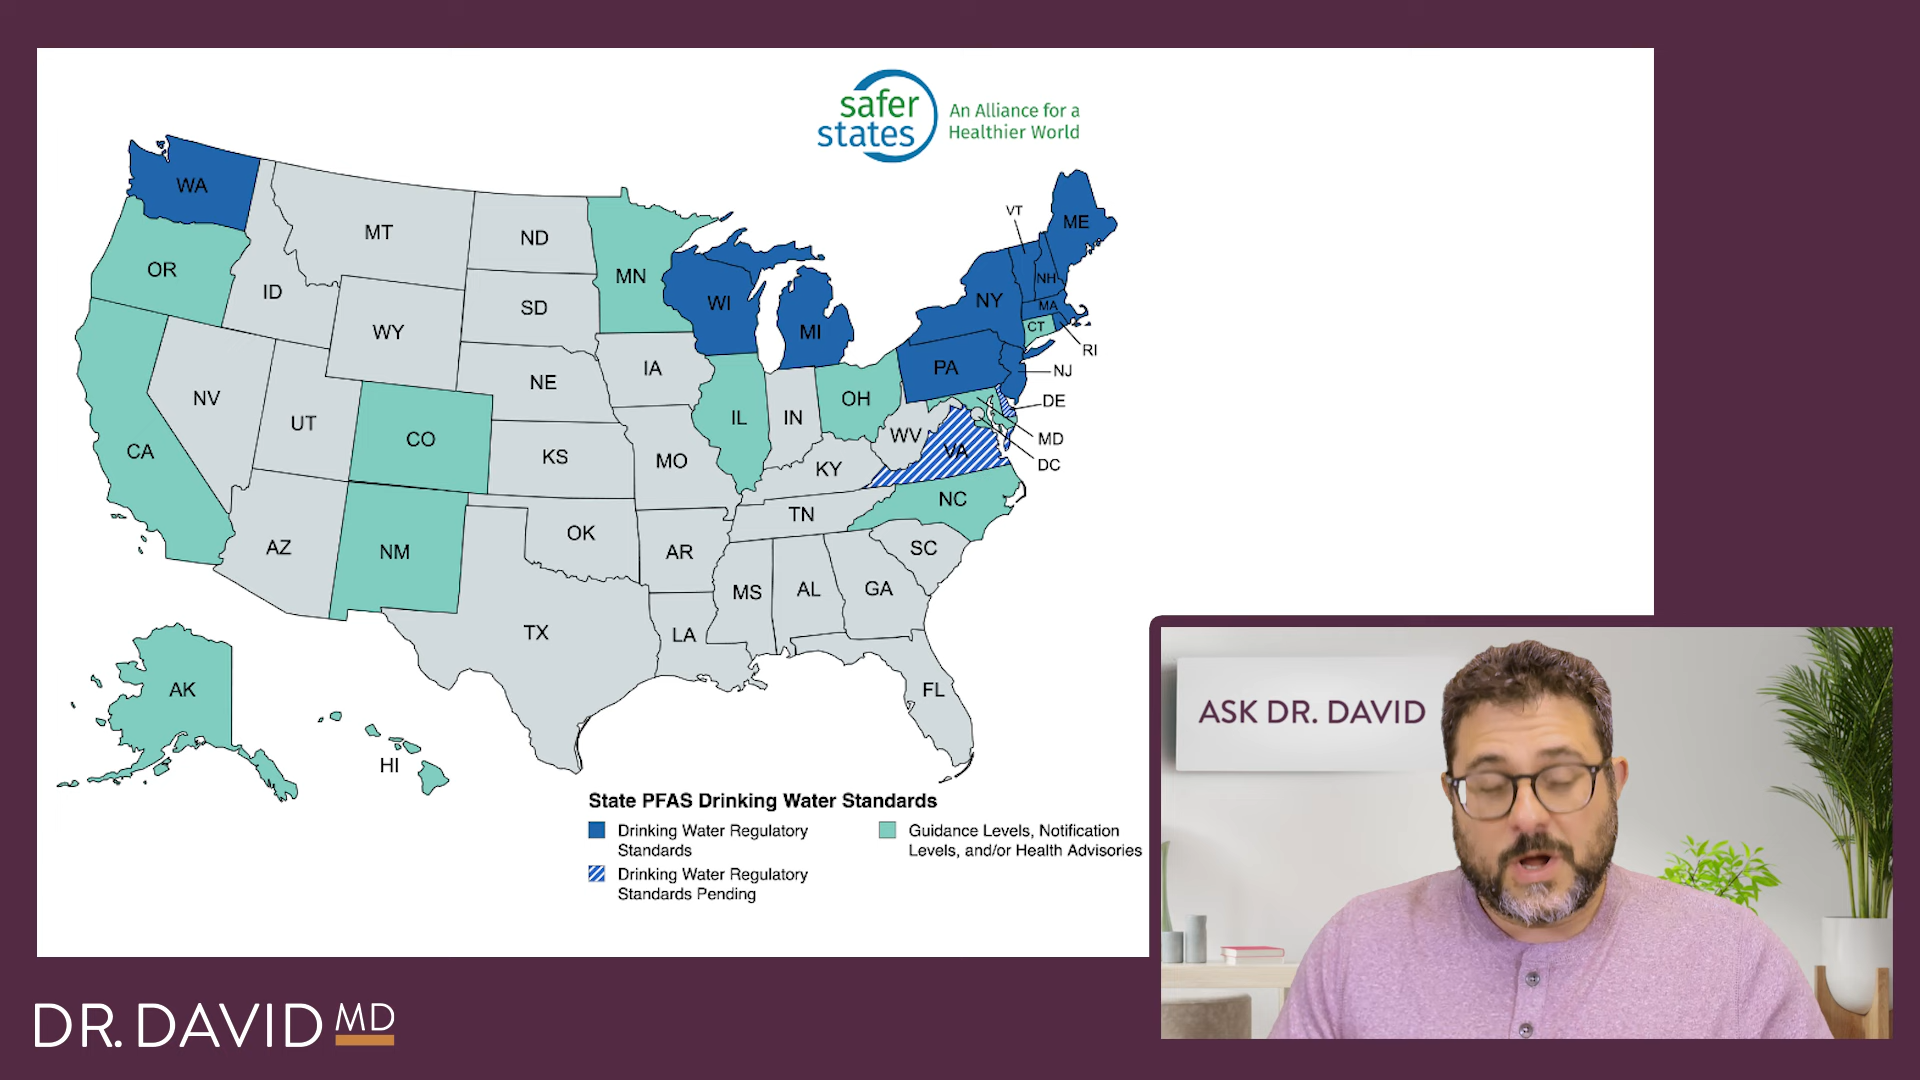 safer
states
An Alliance for a
Healthier World
WA
OR
CA
NV
ID
MT
WY
UT
AZ
CO
NM
ND
SD
NE
KS
OK
TX
MN
IA
MO
AR
LA
WI
IL
MI
IN
OH
KY
TN
MS
AL
GA
FL
SC
NC
VA
WV
PA
NY
VT
NH
ME
MA
CT
RI
NJ
DE
MD
DC
AK
HI
State PFAS Drinking Water Standards
Drinking Water Regulatory
Standards
Drinking Water Regulatory
Standards Pending
Guidance Levels, Notification
Levels, and/or Health Advisories
ASK DR. DAVID
DR. DAVID MD